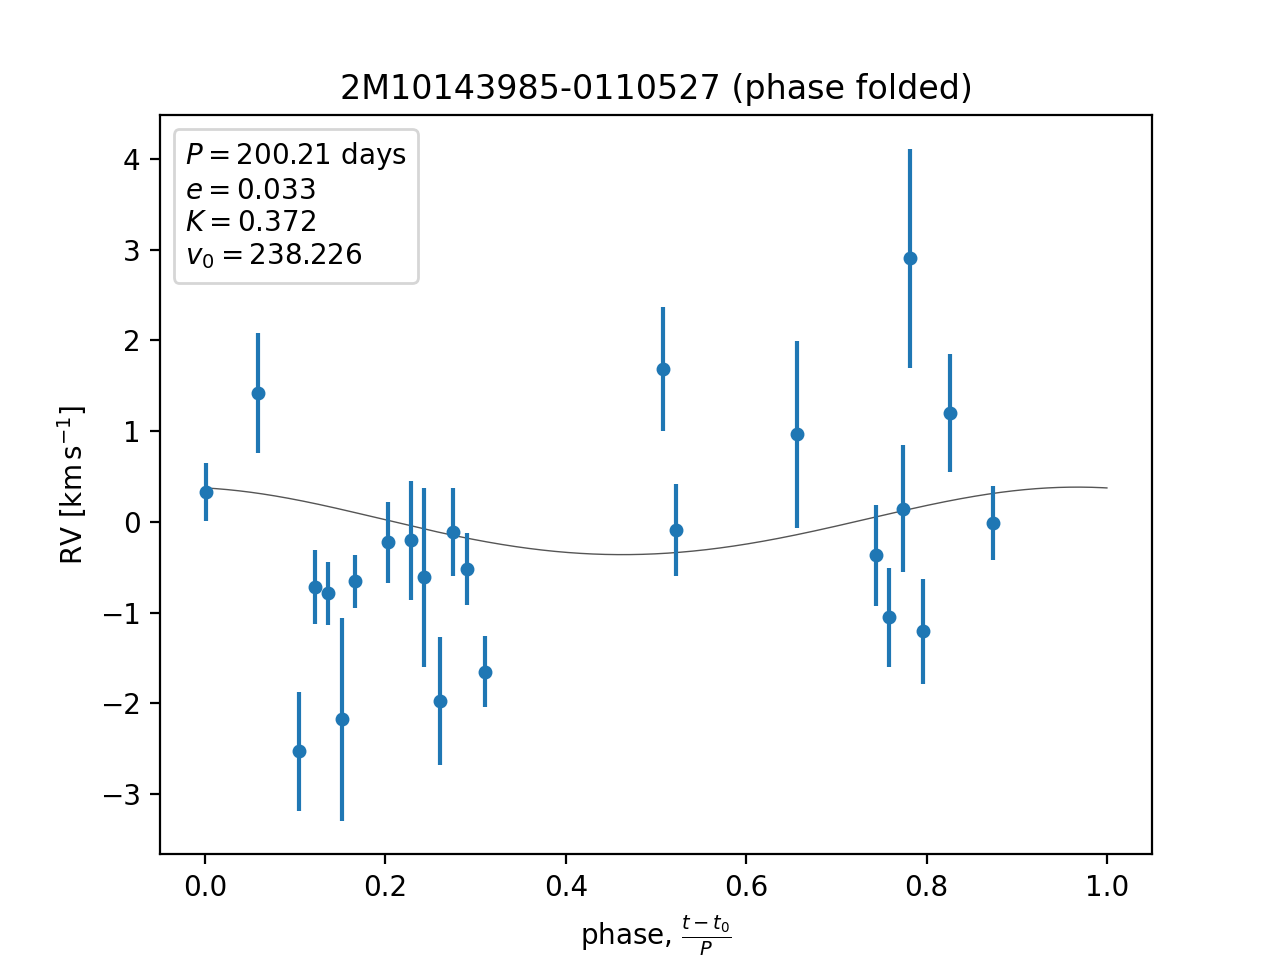 2M10143985-0110527 (phase folded)
P = 200.21 days
e = 0.033
K = 0.372
v₀ = 238.226
4
3
2
1
0
−1
−2
−3
RV [km s⁻¹]
0.0 0.2 0.4 0.6 0.8 1.0
phase, (t − t₀)/P